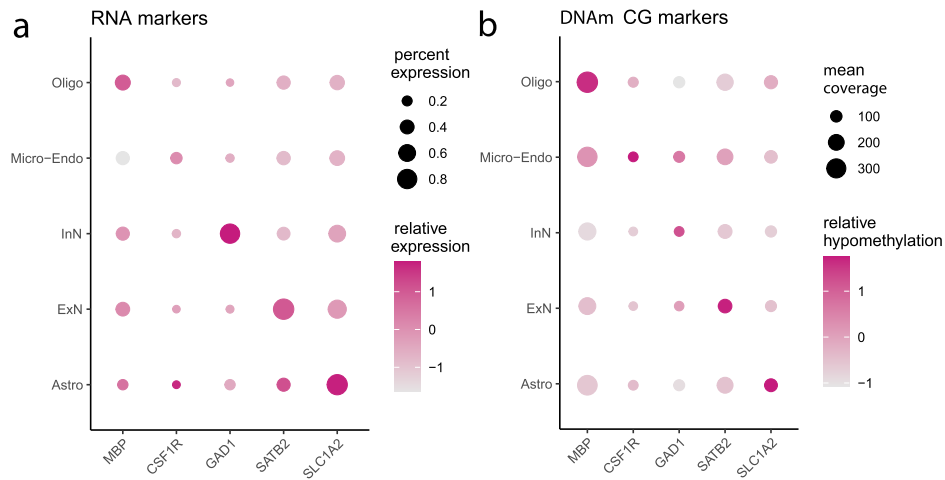 a
RNA markers
Oligo
Micro−Endo
InN
ExN
Astro
MBP
CSF1R
GAD1
SATB2
SLC1A2
percent
expression
0.2
0.4
0.6
0.8
relative
expression
1
0
−1
b
DNAm CG markers
Oligo
Micro−Endo
InN
ExN
Astro
MBP
CSF1R
GAD1
SATB2
SLC1A2
mean
coverage
100
200
300
relative
hypomethylation
1
0
−1